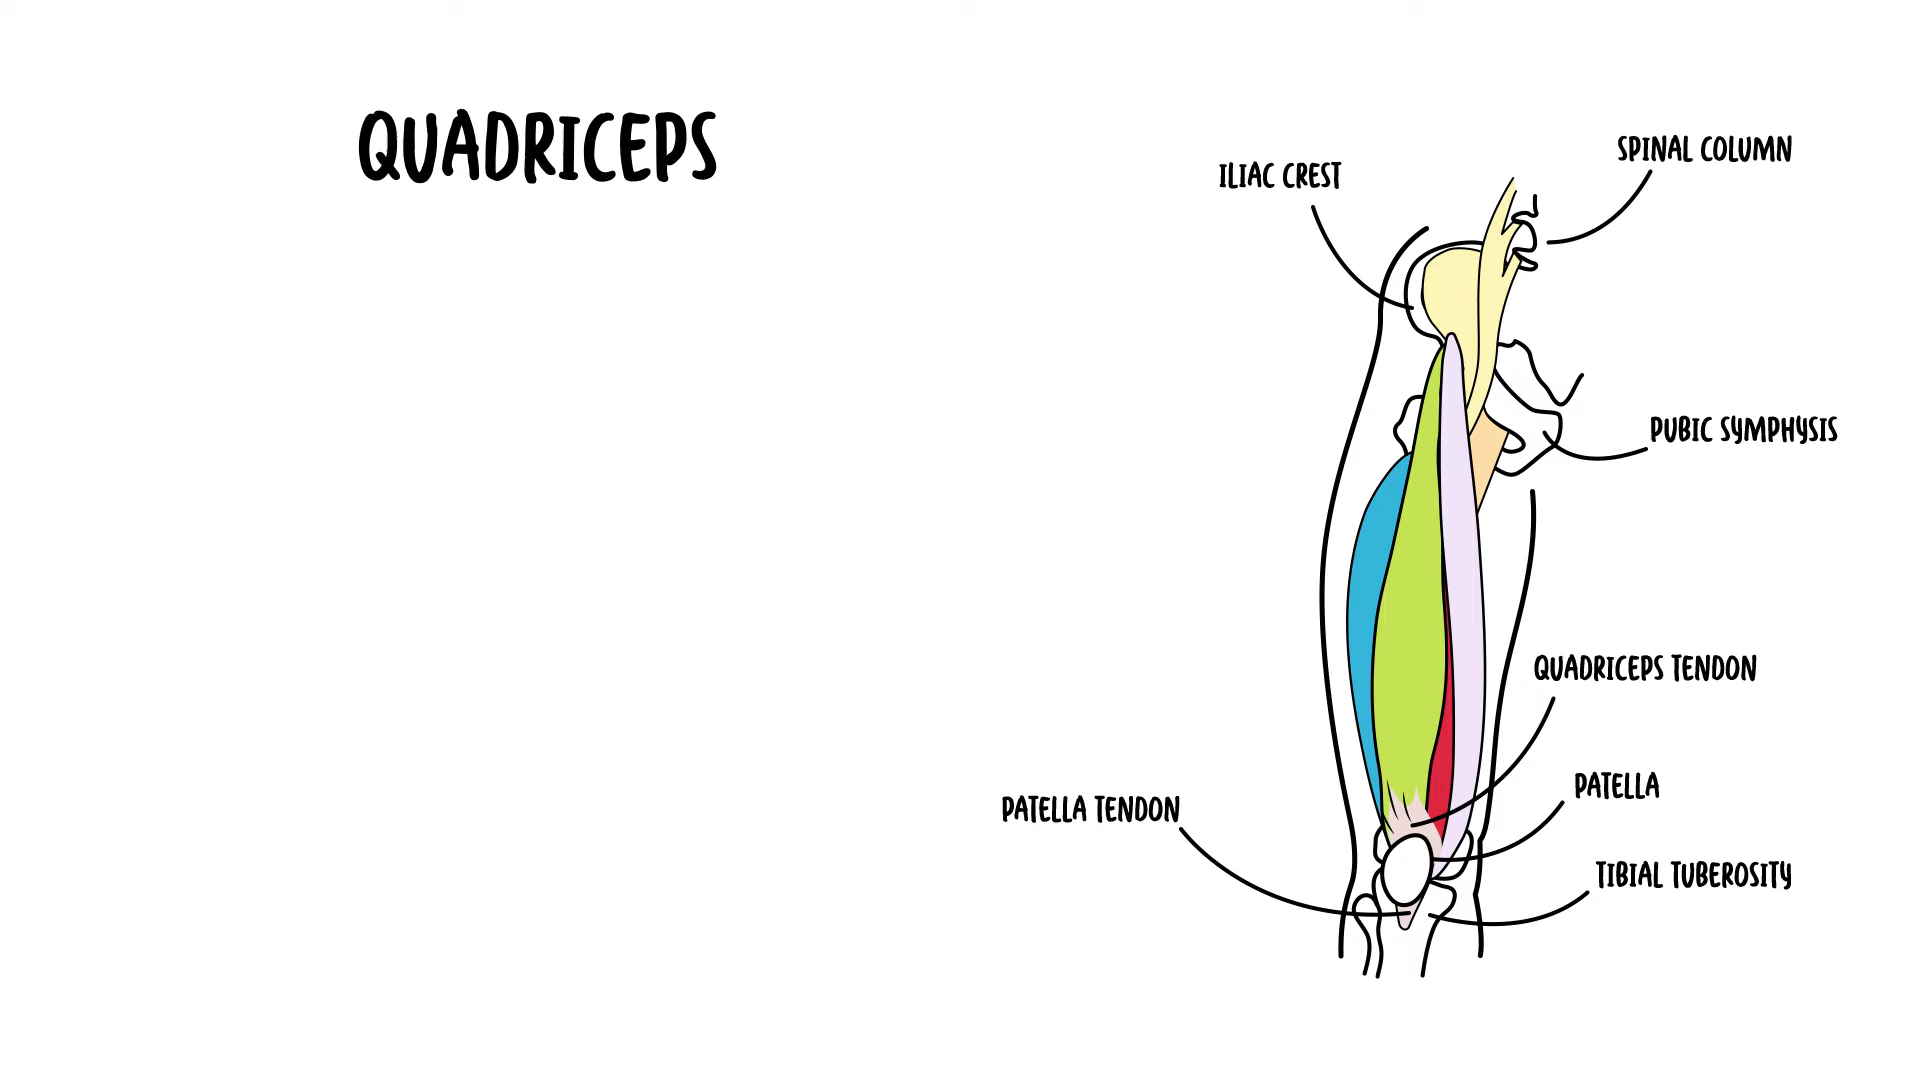 QUADRICEPS
SPINAL COLUMN
ILIAC CREST
PUBIC SYMPHYSIS
QUADRICEPS TENDON
PATELLA
PATELLA TENDON
TIBIAL TUBEROSITY